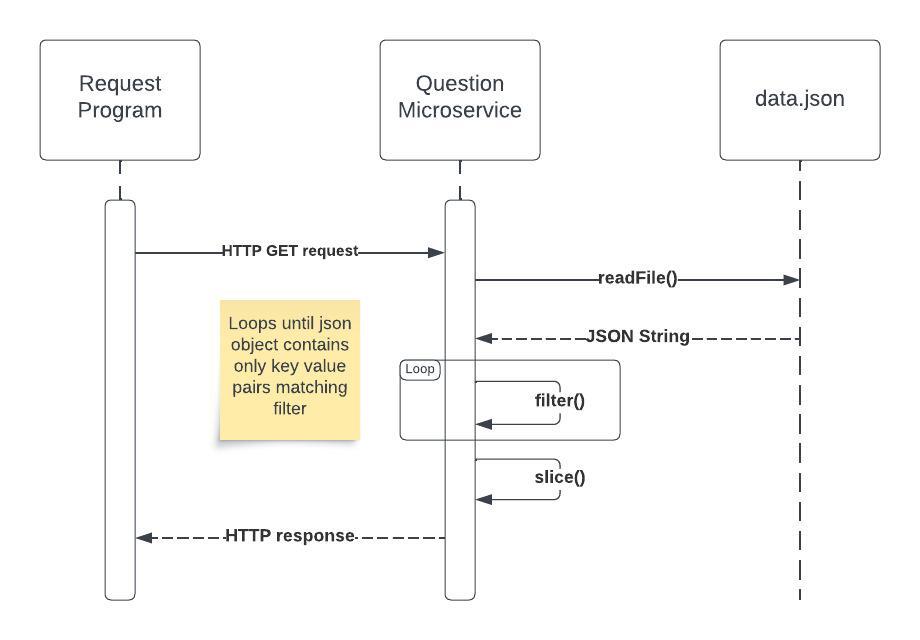 Request
Program
Question
Microservice
data.json
HTTP GET request
readFile()
Loops until json
object contains
only key value
pairs matching
filter
JSON String
Loop
filter()
slice()
HTTP response